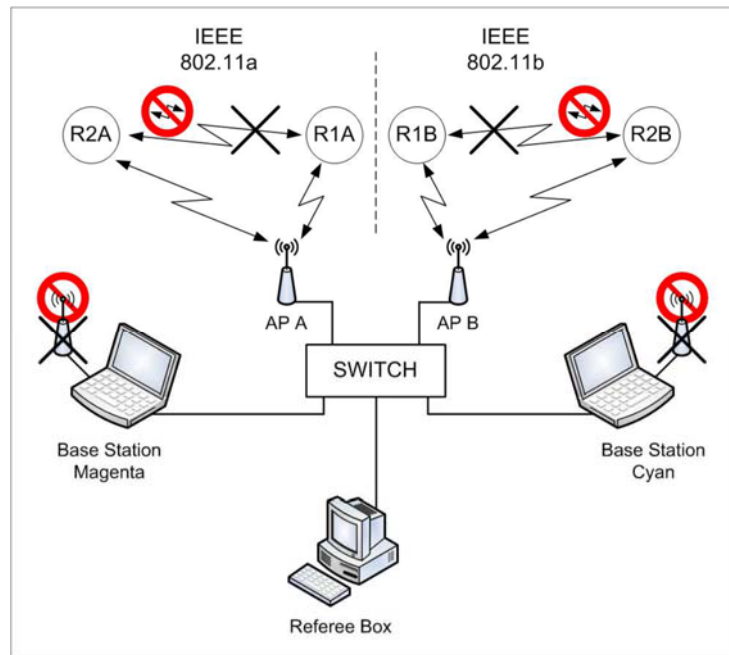 IEEE
802.11a
IEEE
802.11b
R2A
R1A
R1B
R2B
AP A
AP B
SWITCH
Base Station
Magenta
Base Station
Cyan
Referee Box